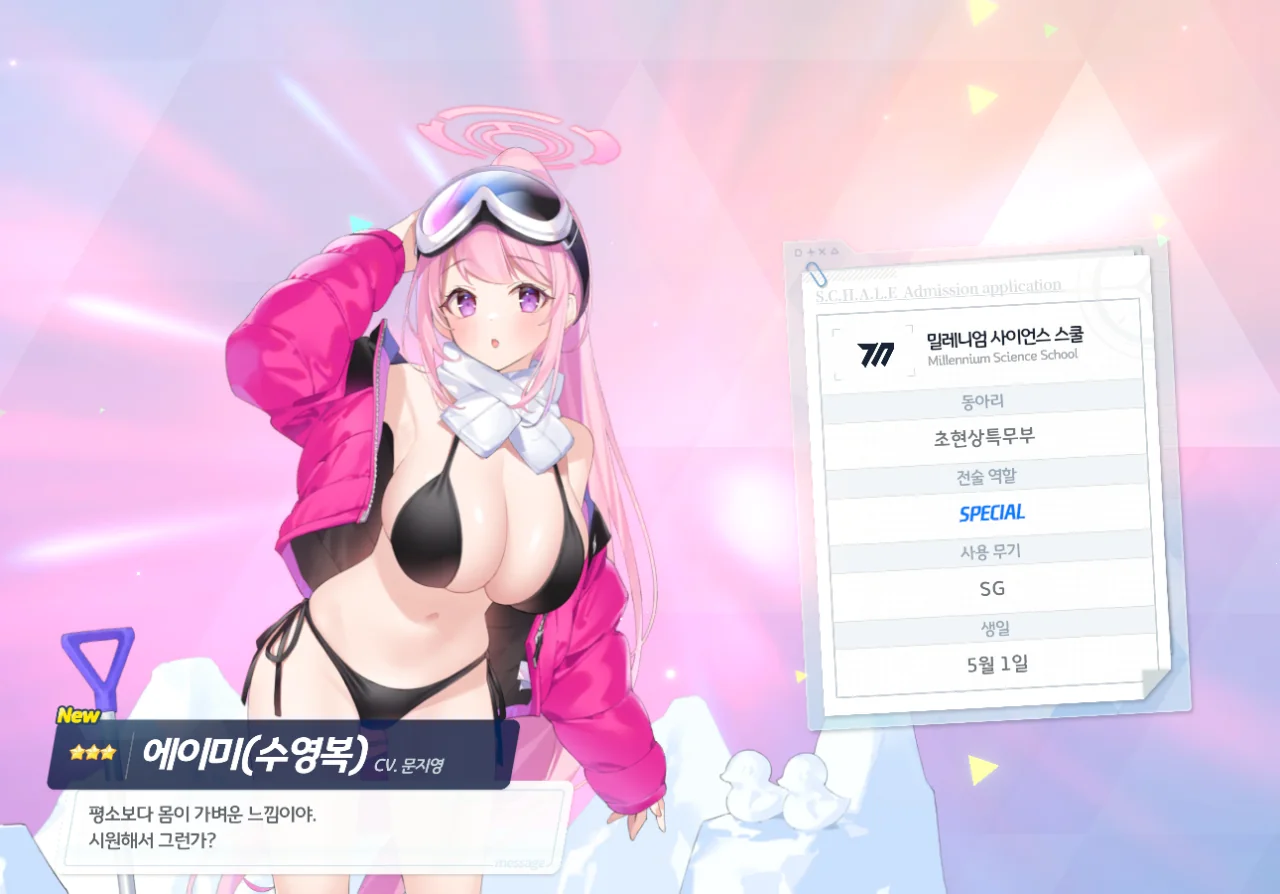 S.C.H.A.L.E Admission application
밀레니엄 사이언스 스쿨
Millennium Science School
동아리
초현상특무부
전술 역할
SPECIAL
사용 무기
SG
생일
5월 1일
New
에이미(수영복) CV. 문지영
평소보다 몸이 가벼운 느낌이야.
시원해서 그런가?
message